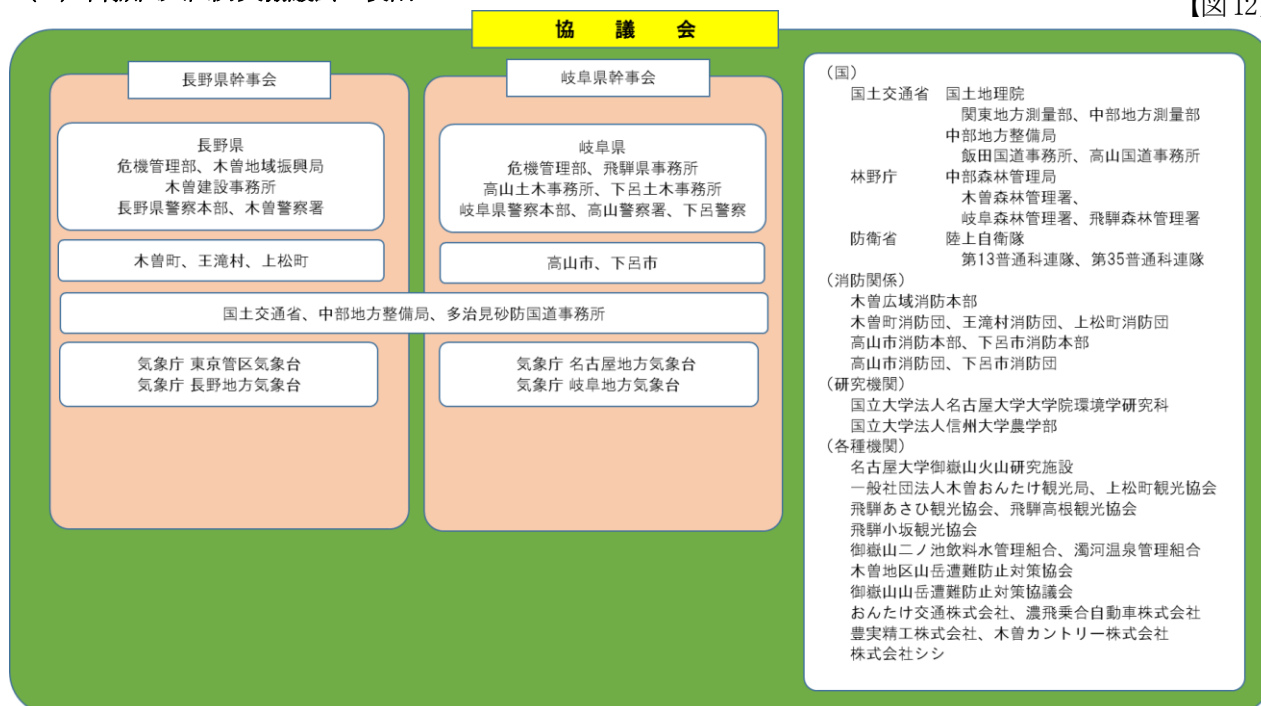 【図 12
協 議 会
長野県幹事会
長野県
危機管理部、木曽地域振興局
木曽建設事務所
長野県警察本部、木曽警察署
木曽町、王滝村、上松町
岐阜県幹事会
岐阜県
危機管理部、飛騨県事務所
高山土木事務所、下呂土木事務所
岐阜県警察本部、高山警察署、下呂警察
高山市、下呂市
国土交通省、中部地方整備局、多治見砂防国道事務所
気象庁 東京管区気象台
気象庁 長野地方気象台
気象庁 名古屋地方気象台
気象庁 岐阜地方気象台
(国)
国土交通省 国土地理院
関東地方測量部、中部地方測量部
中部地方整備局
飯田国道事務所、高山国道事務所
林野庁 中部森林管理局
木曽森林管理署、
岐阜森林管理署、飛騨森林管理署
防衛省 陸上自衛隊
第13普通科連隊、第35普通科連隊
(消防関係)
木曽広域消防本部
木曽町消防団、王滝村消防団、上松町消防団
高山市消防本部、下呂市消防本部
高山市消防団、下呂市消防団
(研究機関)
国立大学法人名古屋大学大学院環境学研究科
国立大学法人信州大学農学部
(各種機関)
名古屋大学御嶽山火山研究施設
一般社団法人木曽おんたけ観光局、上松町観光協会
飛騨あさひ観光協会、飛騨高根観光協会
飛騨小坂観光協会
御嶽山二ノ池飲料水管理組合、濁河温泉管理組合
木曽地区山岳遭難防止対策協会
御嶽山山岳遭難防止対策協議会
おんたけ交通株式会社、濃飛乗合自動車株式会社
豊実精工株式会社、木曽カントリー株式会社
株式会社シシ